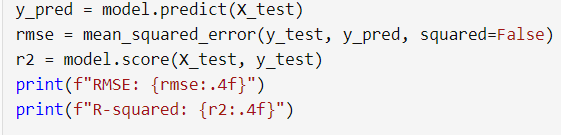 y_pred = model.predict(X_test)
rmse = mean_squared_error(y_test, y_pred, squared=False)
r2 = model.score(X_test, y_test)
print(f"RMSE: {rmse:.4f}")
print(f"R-squared: {r2:.4f}")